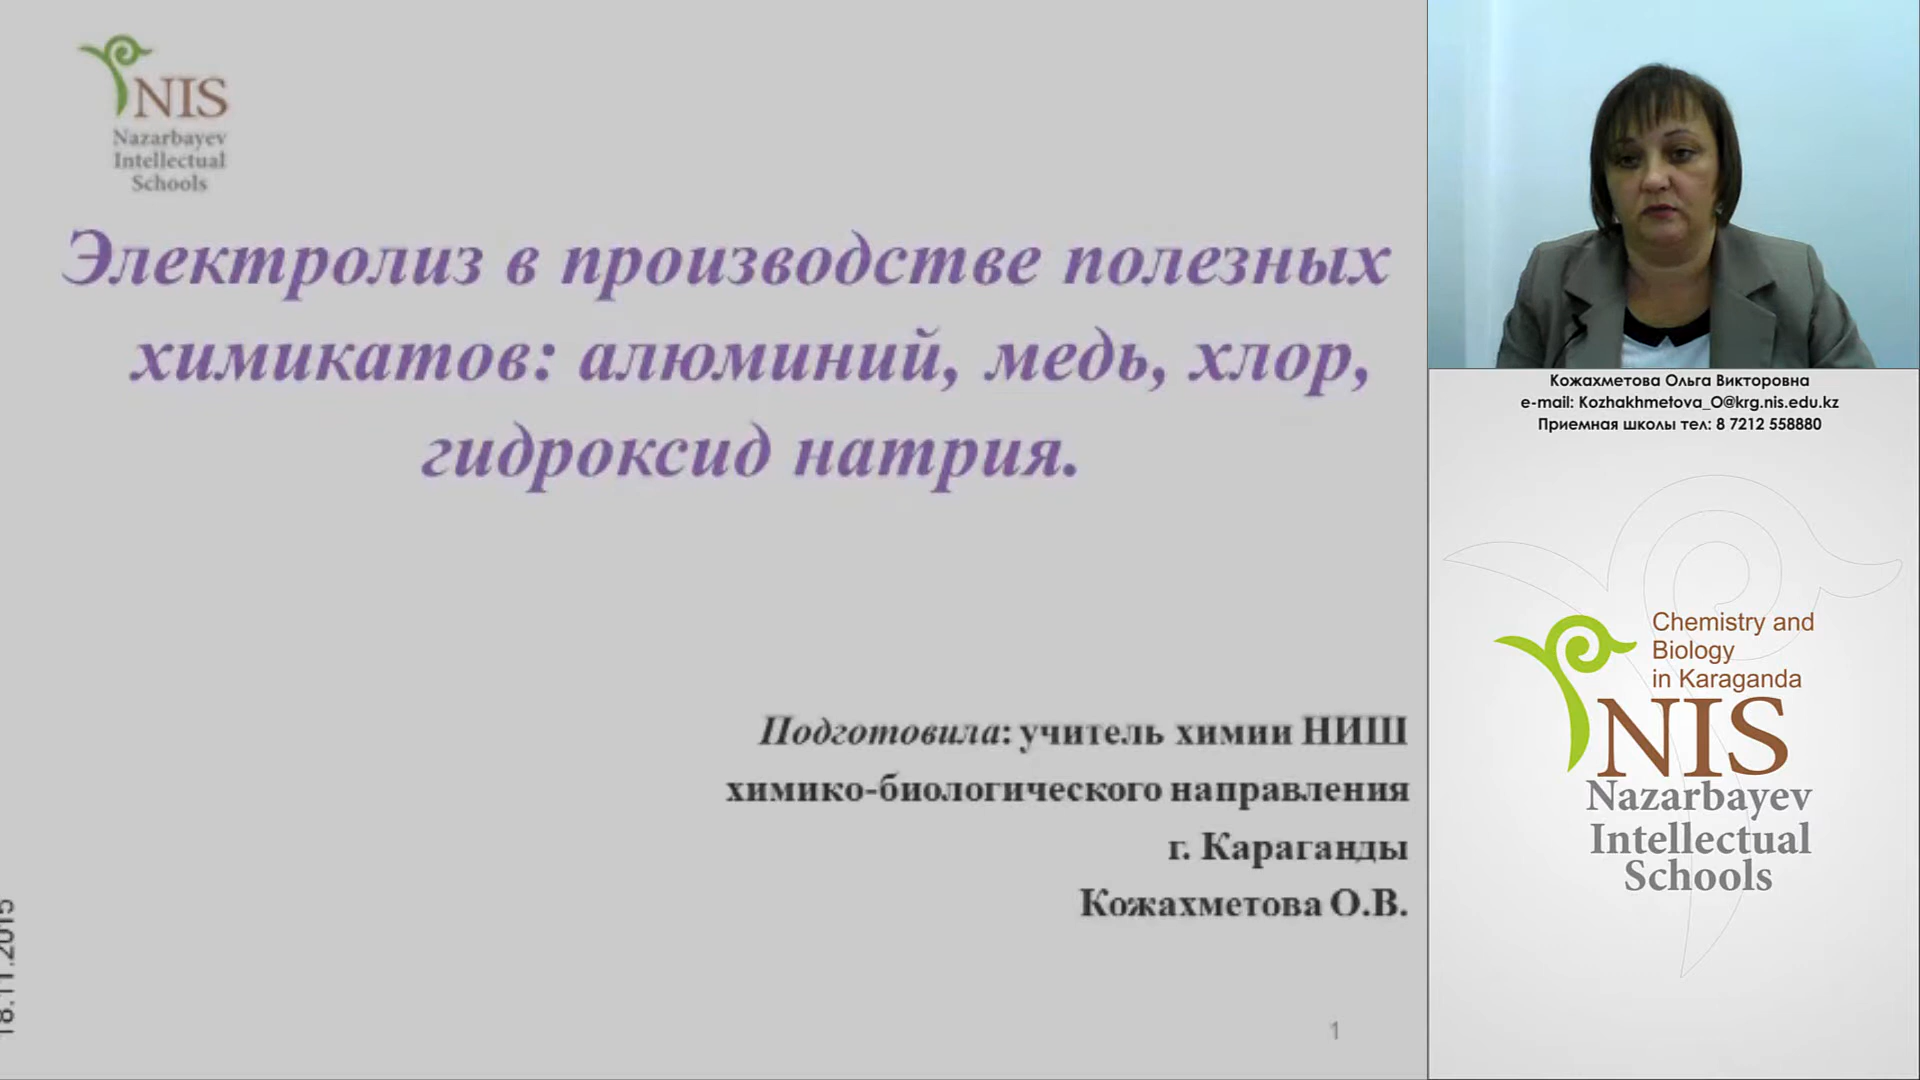 NIS
Nazarbayev
Intellectual
Schools
Электролиз в производстве полезных
химикатов: алюминий, медь, хлор,
гидроксид натрия.
Подготовила: учитель химии НИШ
химико-биологического направления
г. Караганды
Кожахметова О.В.
18.11.2015
1
Кожахметова Ольга Викторовна
e-mail: Kozhakhmetova_O@krg.nis.edu.kz
Приемная школы тел: 8 7212 558880
Chemistry and
Biology
in Karaganda
NIS
Nazarbayev
Intellectual
Schools